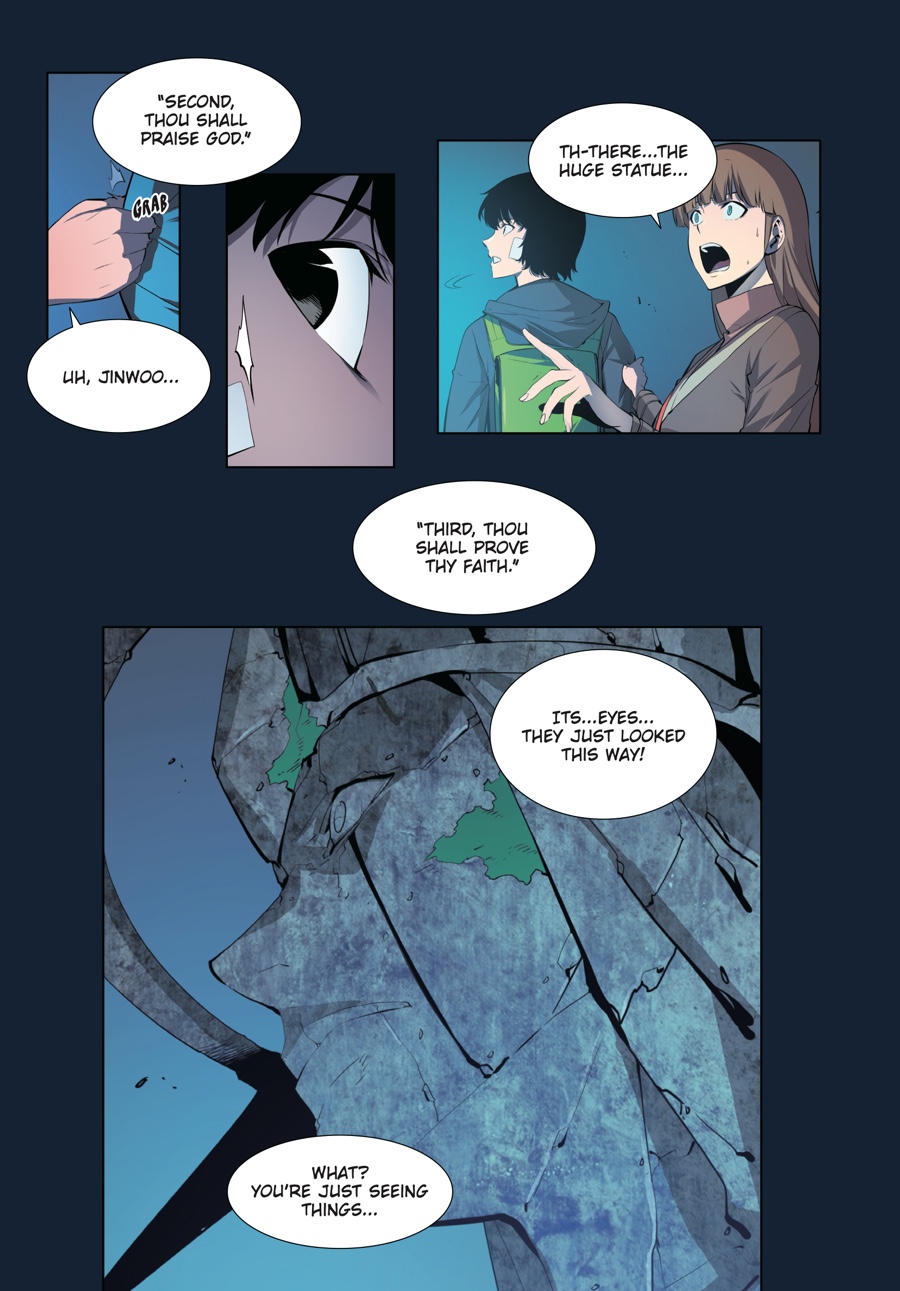 "SECOND,
THOU SHALL
PRAISE GOD."
GRAB
UH, JINWOO...
TH-THERE...THE
HUGE STATUE...
"THIRD, THOU
SHALL PROVE
THY FAITH."
ITS...EYES...
THEY JUST LOOKED
THIS WAY!
WHAT?
YOU'RE JUST SEEING
THINGS...